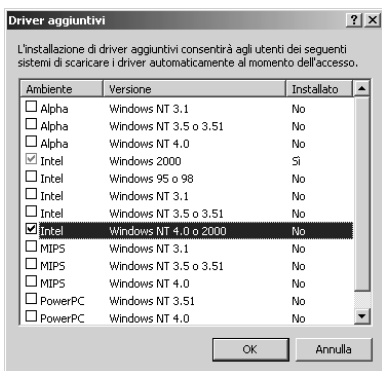 Driver aggiuntivi
L'installazione di driver aggiuntivi consentirà agli utenti dei seguenti
sistemi di scaricare i driver automaticamente al momento dell'accesso.
Ambiente Versione Installato
Alpha Windows NT 3.1 No
Alpha Windows NT 3.5 o 3.51 No
Alpha Windows NT 4.0 No
Intel Windows 2000 Sì
Intel Windows 95 o 98 No
Intel Windows NT 3.1 No
Intel Windows NT 3.5 o 3.51 No
Intel Windows NT 4.0 o 2000 No
MIPS Windows NT 3.1 No
MIPS Windows NT 3.5 o 3.51 No
MIPS Windows NT 4.0 No
PowerPC Windows NT 3.51 No
PowerPC Windows NT 4.0 No
OK Annulla